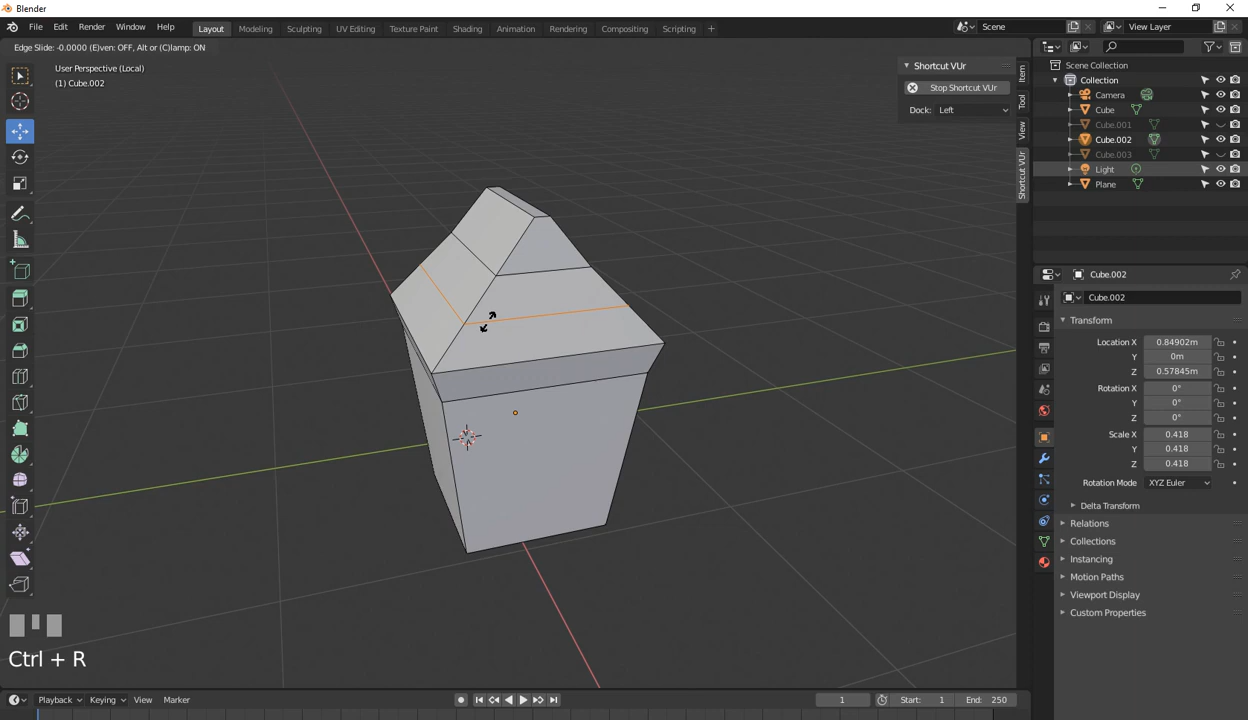 Blender
File Edit Render Window Help
Layout Modeling Sculpting UV Editing Texture Paint Shading Animation Rendering Compositing Scripting +
Scene
View Layer
Edge Slide: -0.0000 (E)ven: OFF, Alt or (C)lamp: ON
User Perspective (Local)
(1) Cube.002
Shortcut VUr
Stop Shortcut VUr
Dock: Left
Item
Tool
View
Shortcut VUr
Scene Collection
Collection
Camera
Cube
Cube.001
Cube.002
Cube.003
Light
Plane
Cube.002
Cube.002
Transform
Location X 0.84902m
Y 0m
Z 0.57845m
Rotation X 0°
Y 0°
Z 0°
Scale X 0.418
Y 0.418
Z 0.418
Rotation Mode XYZ Euler
Delta Transform
Relations
Collections
Instancing
Motion Paths
Viewport Display
Custom Properties
Ctrl + R
Playback Keying View Marker
1
Start: 1
End: 250